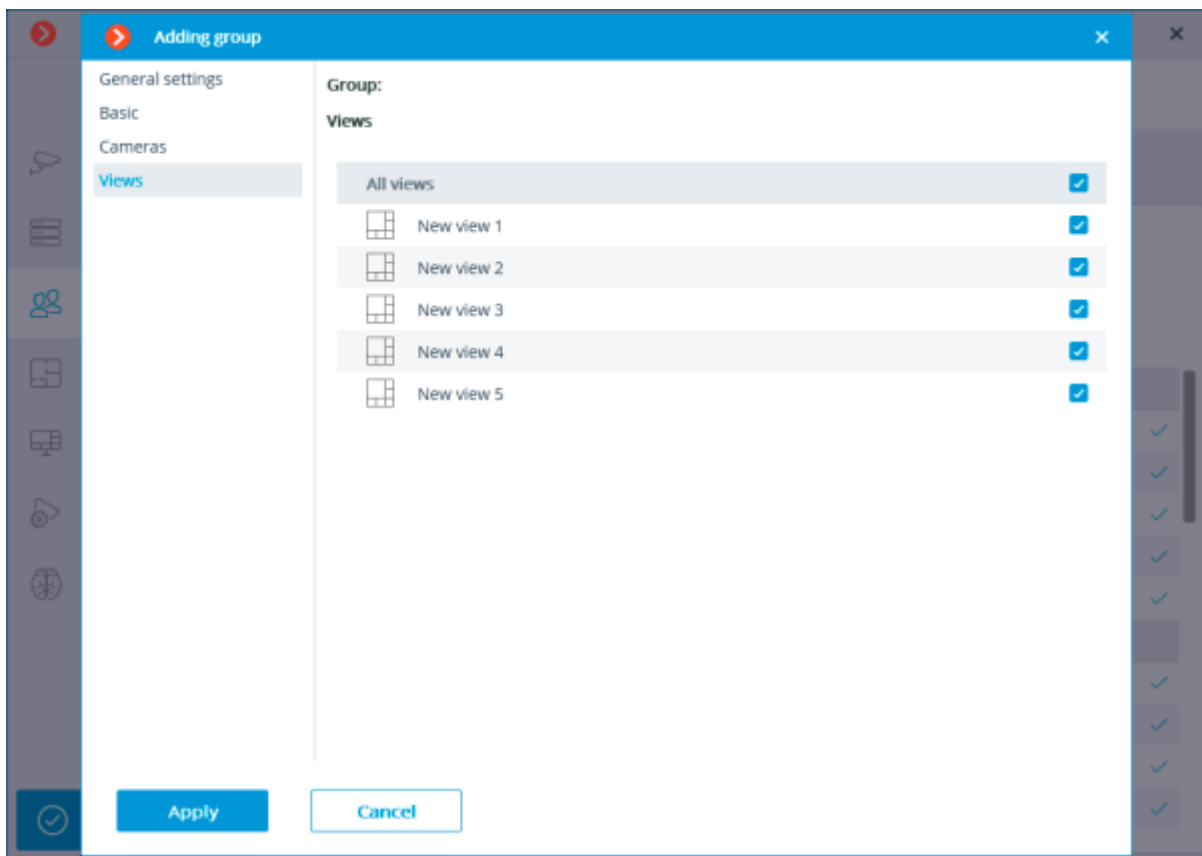 Adding group
General settings
Basic
Cameras
Views
Group:
Views
All views
New view 1
New view 2
New view 3
New view 4
New view 5
Apply
Cancel